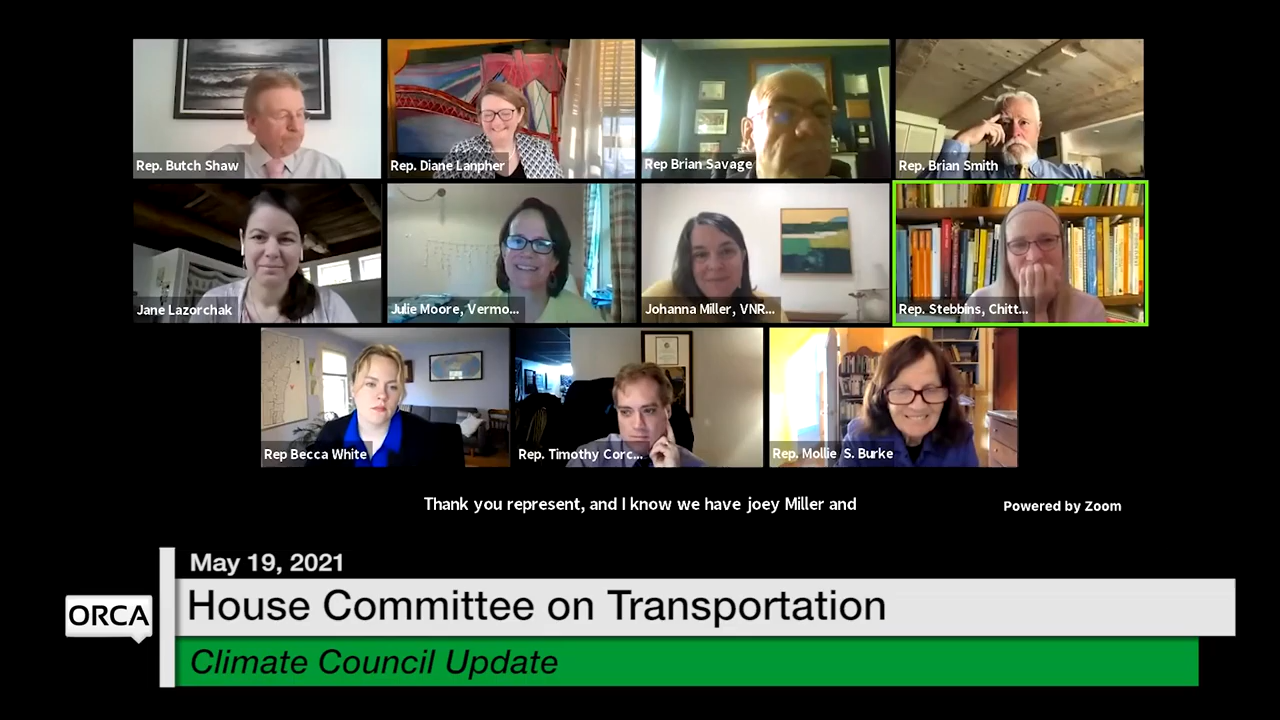 Rep. Butch Shaw
Rep. Diane Lanpher
Rep Brian Savage
Rep. Brian Smith
Jane Lazorchak
Julie Moore, Vermo...
Johanna Miller, VNR...
Rep. Stebbins, Chitt...
Rep Becca White
Rep. Timothy Corc...
Rep. Mollie S. Burke
Thank you represent, and I know we have joey Miller and
Powered by Zoom
May 19, 2021
House Committee on Transportation
ORCA
Climate Council Update